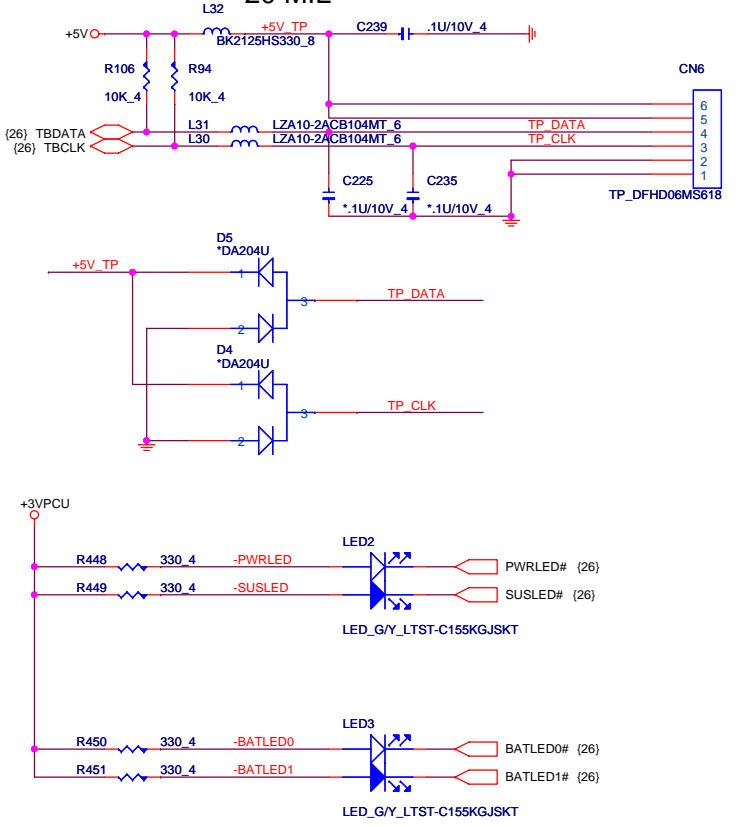 L32
+5V
+5V_TP
BK2125HS330_8
C239
.1U/10V_4
R106
R94
CN6
10K_4
10K_4
{26} TBDATA
L31
LZA10-2ACB104MT_6
TP_DATA
{26} TBCLK
L30
LZA10-2ACB104MT_6
TP_CLK
6
5
4
3
2
1
C225
C235
*.1U/10V_4
*.1U/10V_4
TP_DFHD06MS618
D5
*DA204U
+5V_TP
1
3
TP_DATA
2
D4
*DA204U
1
3
TP_CLK
2
+3VPCU
LED2
R448
330_4
-PWRLED
PWRLED# {26}
R449
330_4
-SUSLED
SUSLED# {26}
LED_G/Y_LTST-C155KGJSKT
LED3
R450
330_4
-BATLED0
BATLED0# {26}
R451
330_4
-BATLED1
BATLED1# {26}
LED_G/Y_LTST-C155KGJSKT